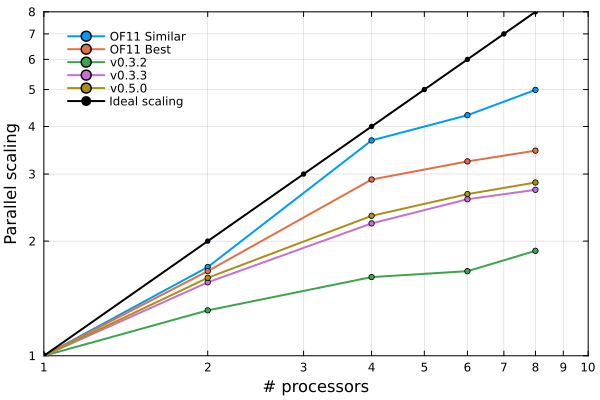 8
7
6
5
4
3
2
1
Parallel scaling
OF11 Similar
OF11 Best
v0.3.2
v0.3.3
v0.5.0
Ideal scaling
1 2 3 4 5 6 7 8 9 10
# processors